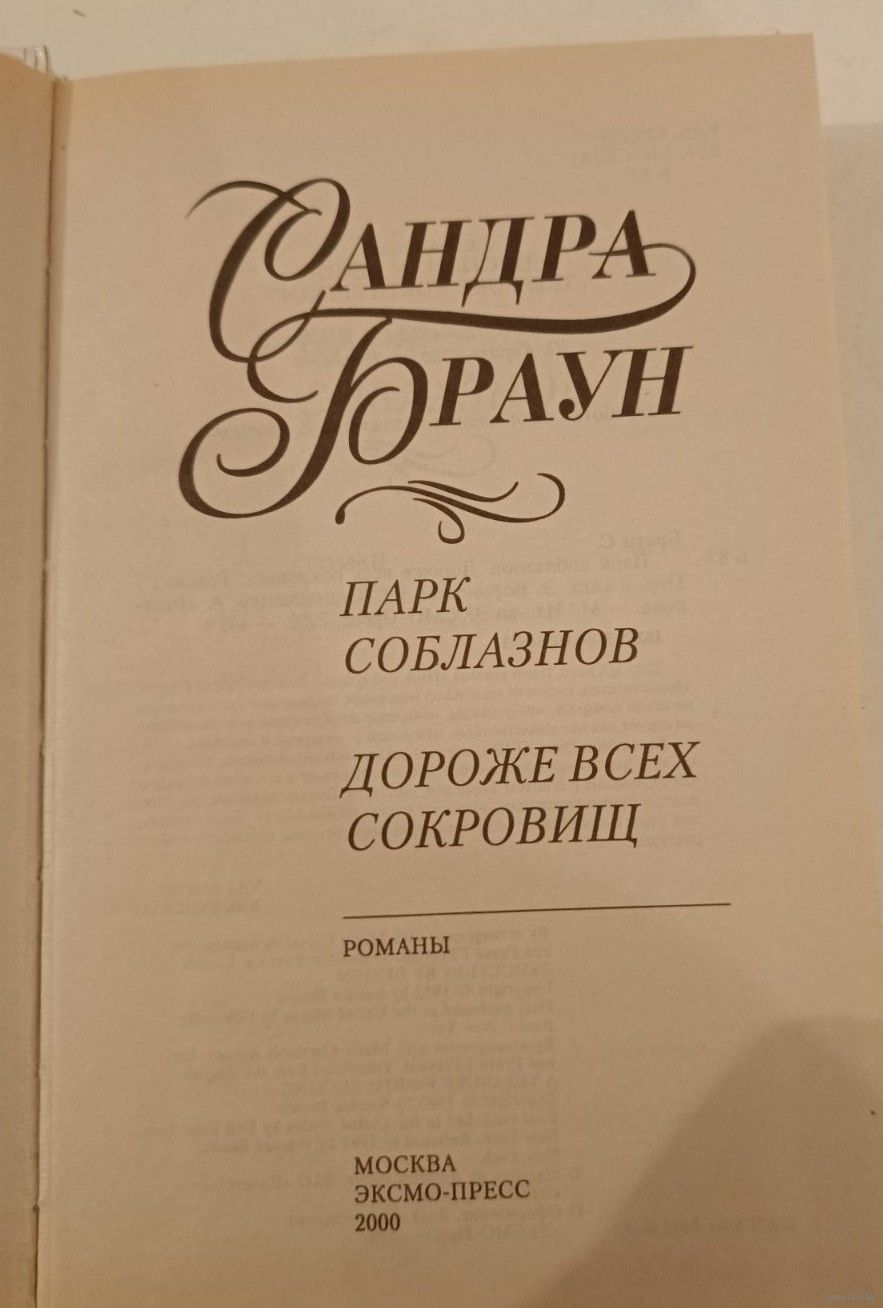 САНДРА
БРАУН
ПАРК
СОБЛАЗНОВ
ДОРОЖЕ ВСЕХ
СОКРОВИЩ
РОМАНЫ
МОСКВА
ЭКСМО-ПРЕСС
2000